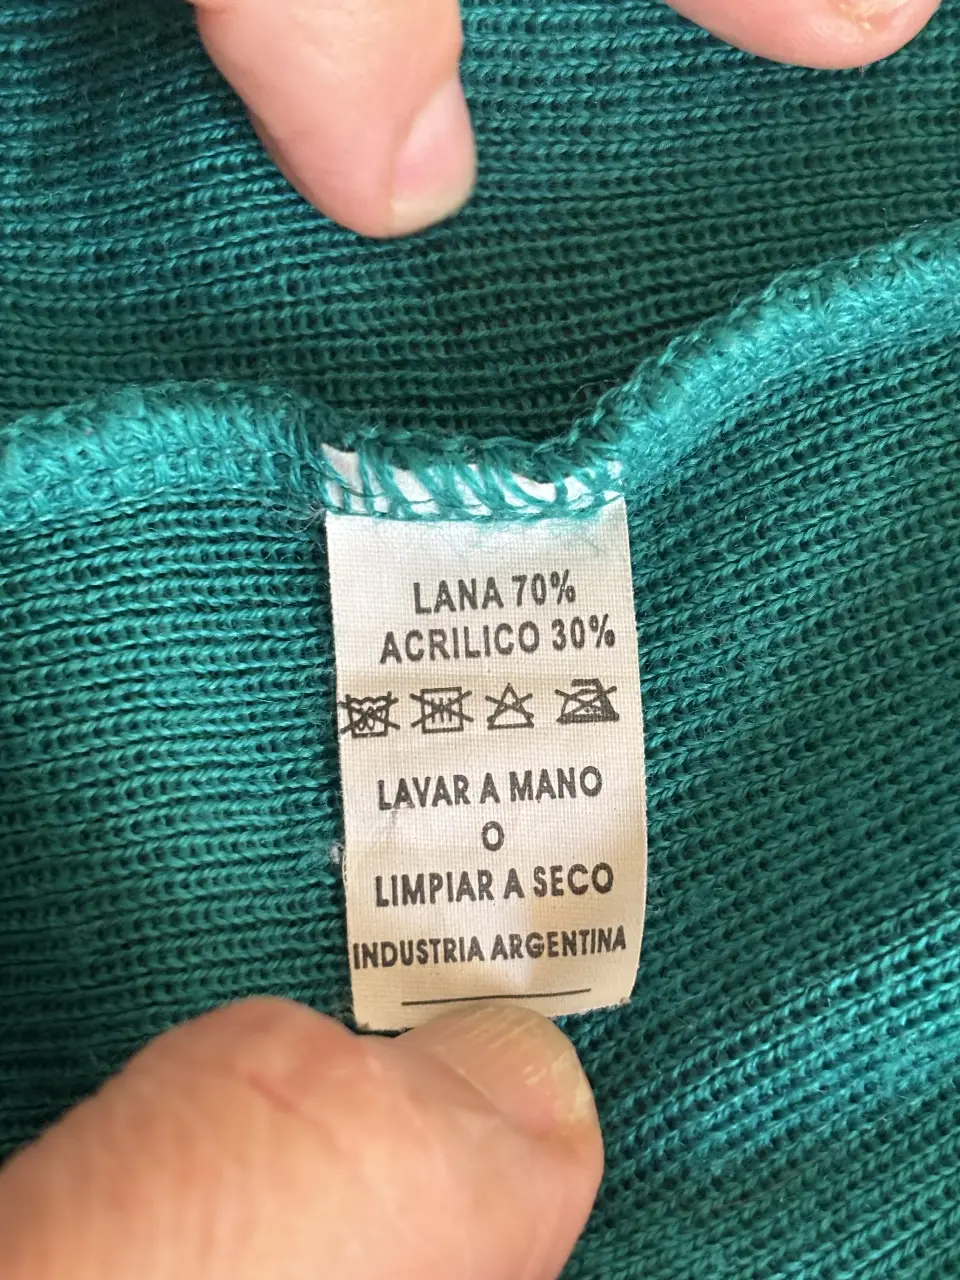 LANA 70%
ACRILICO 30%
LAVAR A MANO
O
LIMPIAR A SECO
INDUSTRIA ARGENTINA